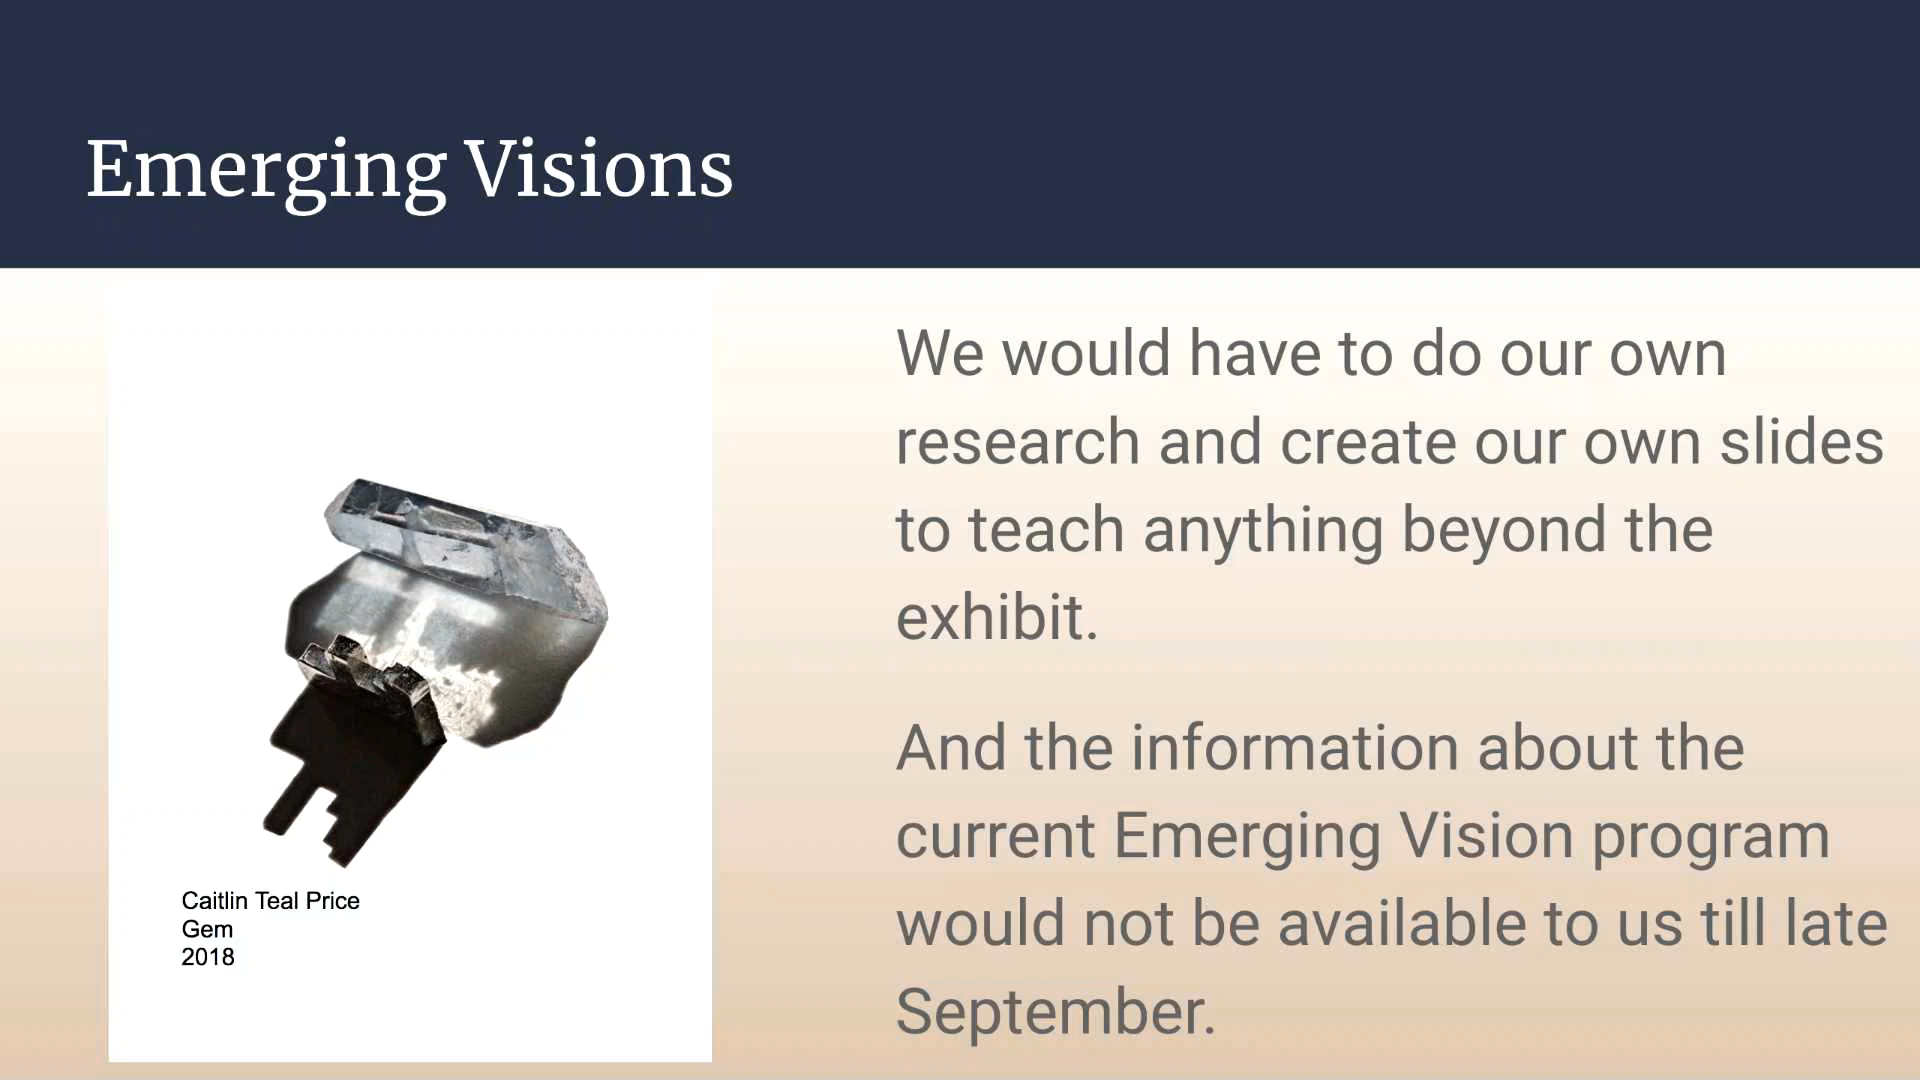 Emerging Visions
We would have to do our own
research and create our own slides
to teach anything beyond the
exhibit.
And the information about the
current Emerging Vision program
would not be available to us till late
September.
Caitlin Teal Price
Gem
2018